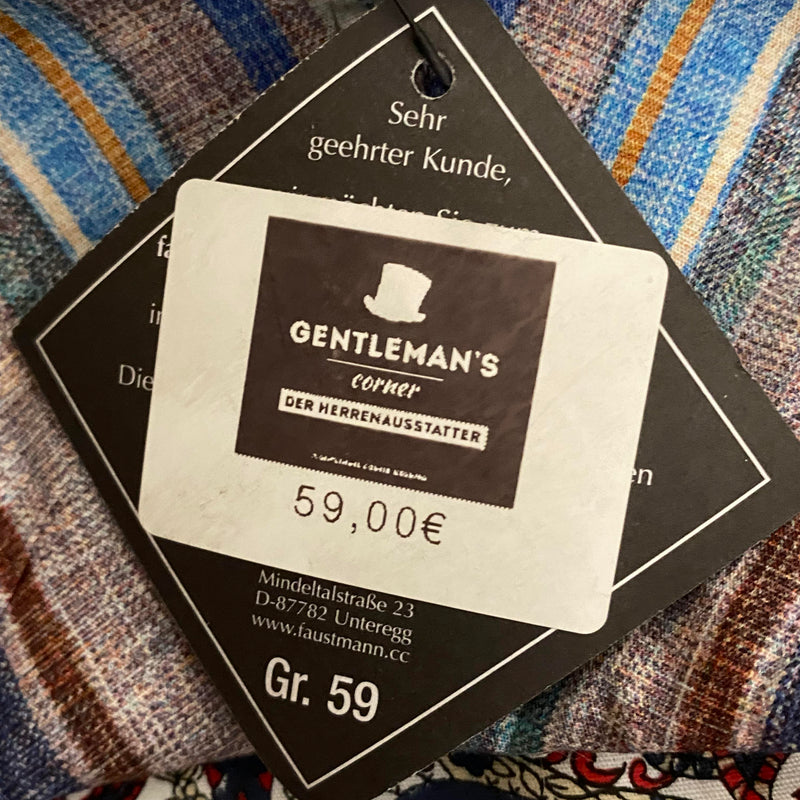 Sehr
geehrter Kunde,
GENTLEMAN'S
corner
DER HERRENAUSSTATTER
59,00€
Mindeltalstraße 23
D-87782 Unteregg
www.faustmann.cc
Gr. 59